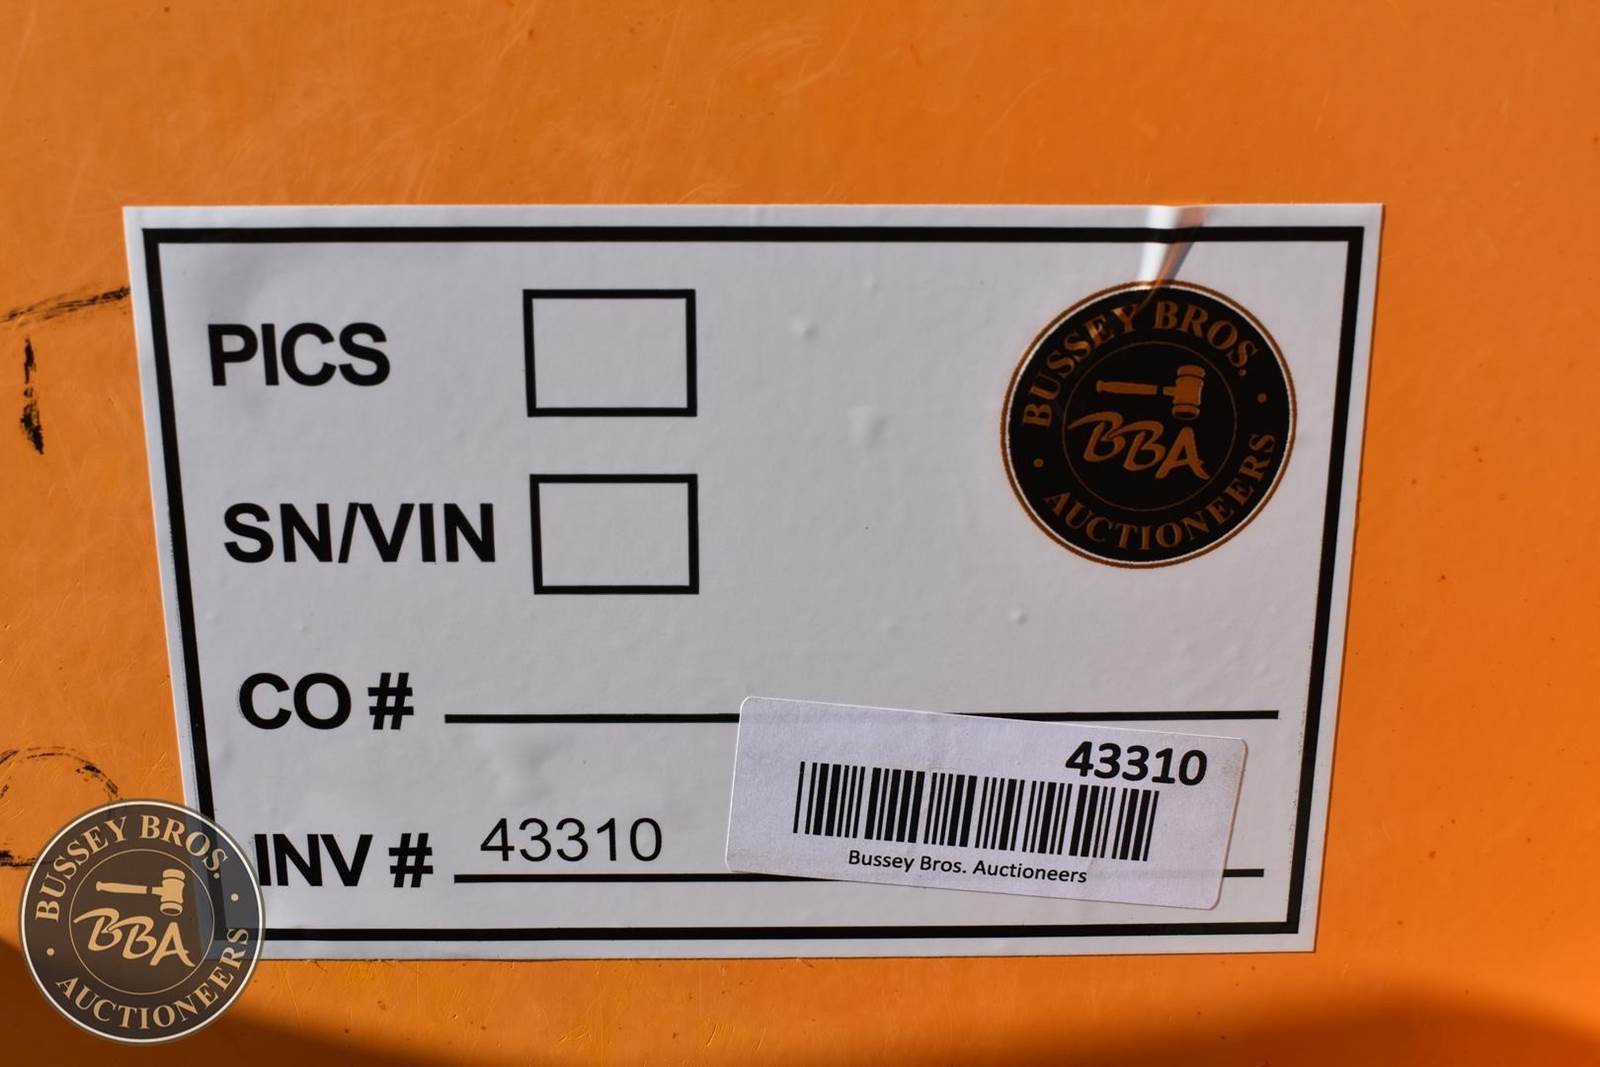 PICS
BUSSEY BROS.
BBA
AUCTIONEERS
SN/VIN
CO #
43310
INV # 43310
Bussey Bros. Auctioneers
BUSSEY BROS.
BBA
AUCTIONEERS